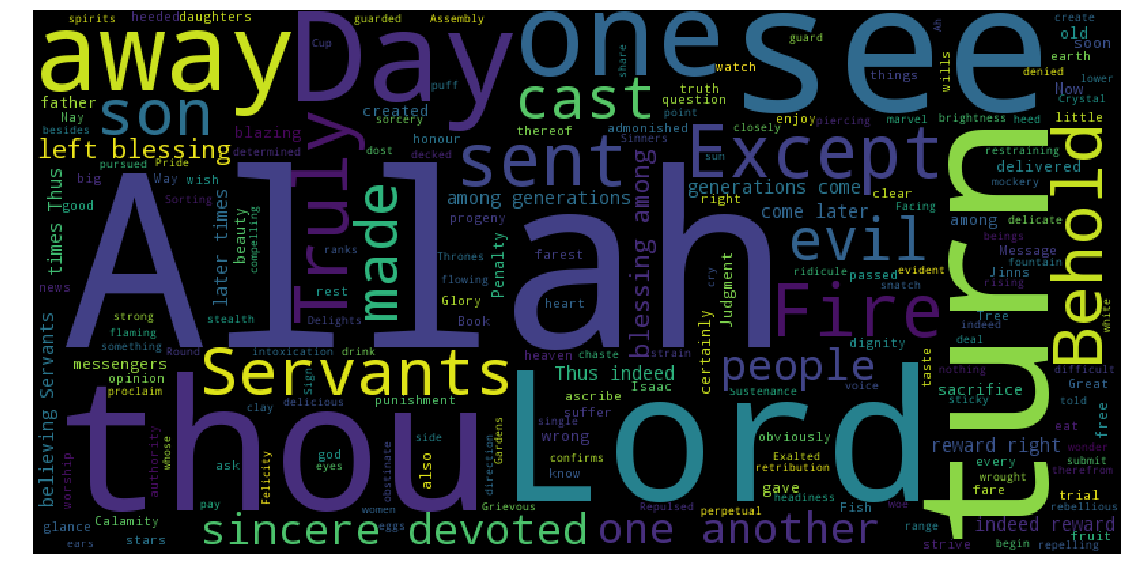 spirits heeded daughters guarded Assembly
away Day one see
Cup share guard Ah create
old soon
puff watch things wills denied earth lower
father son created cast truth question enjoy Now Crystal
Nay sorcery thereof point marvel brightness heed
besides pursued Pride blazing honour admonished closely piercing little
left blessing determined dost decked sent Sinners Except sun restraining
big Way wish Truly made among generations generations come clear delivered mockery
times Thus good Sorting beauty progeny right Facing among delicate
later times compelling ranks Penalty farest blessing among come later evil beings Message Behold
news Thrones passed evident Jinns fountain
rest flowing ridicule snatch rising
Allah Glory Judgment Fire turn
strong Delights Book heart cry Tree indeed white
flaming stealth dignity
something Round intoxication drink heaven chaste strain certainly deal difficult
messengers Servants Thus indeed people nothing Great
opinion Sign Isaac Sustenance taste sacrifice told
believing Servants proclaim clay delicious punishment ascribe voice sticky free
thou suffer Lord eat
authority whose side single wrong obviously reward right wonder
worship ask god eyes also direction Gardens confirms Exalted retribution every submit therefrom
Felicity obstinate know gave headiness wrought fare
pay women Grievous Repulsed perpetual woe Fish trial rebellious
glance Calamity eggs range indeed reward
stars sincere devoted one another fruit
ears strive begin repelling